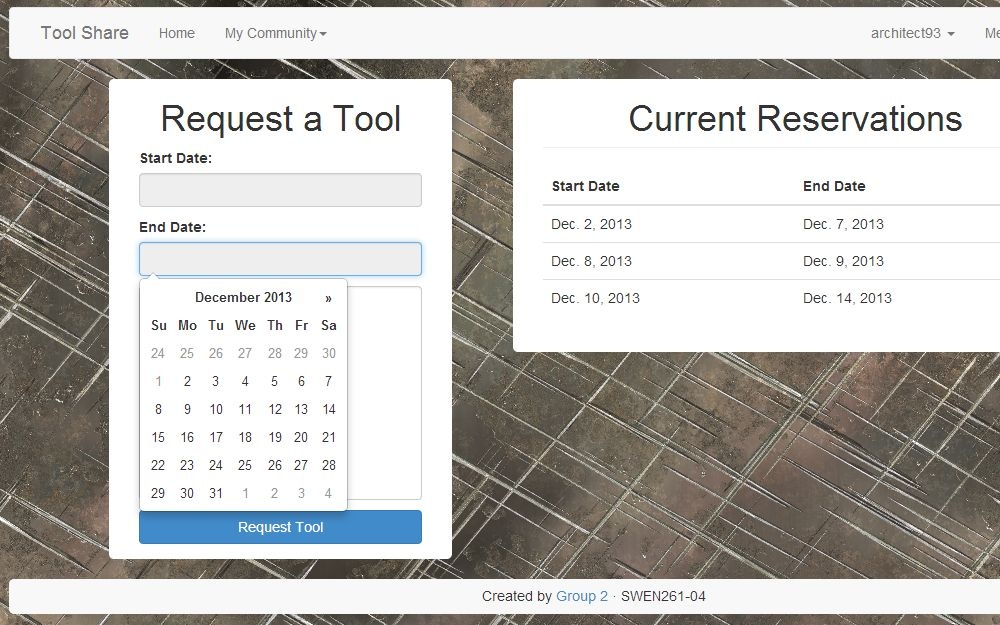 Tool Share Home My Community architect93 Me
Request a Tool
Start Date:
End Date:
December 2013 »
Su Mo Tu We Th Fr Sa
24 25 26 27 28 29 30
1 2 3 4 5 6 7
8 9 10 11 12 13 14
15 16 17 18 19 20 21
22 23 24 25 26 27 28
29 30 31 1 2 3 4
Request Tool
Current Reservations
Start Date End Date
Dec. 2, 2013 Dec. 7, 2013
Dec. 8, 2013 Dec. 9, 2013
Dec. 10, 2013 Dec. 14, 2013
Created by Group 2 · SWEN261-04